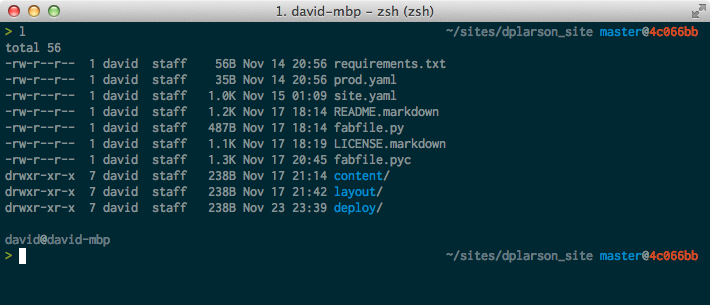 1. david-mbp – zsh (zsh)
> l ~/sites/dplarson_site master@4c066bb
total 56
-rw-r--r-- 1 david staff 56B Nov 14 20:56 requirements.txt
-rw-r--r-- 1 david staff 35B Nov 14 20:56 prod.yaml
-rw-r--r-- 1 david staff 1.0K Nov 15 01:09 site.yaml
-rw-r--r-- 1 david staff 1.2K Nov 17 18:14 README.markdown
-rw-r--r-- 1 david staff 487B Nov 17 18:14 fabfile.py
-rw-r--r-- 1 david staff 1.1K Nov 17 18:19 LICENSE.markdown
-rw-r--r-- 1 david staff 1.3K Nov 17 20:45 fabfile.pyc
drwxr-xr-x 7 david staff 238B Nov 17 21:14 content/
drwxr-xr-x 7 david staff 238B Nov 17 21:42 layout/
drwxr-xr-x 7 david staff 238B Nov 23 23:39 deploy/
david@david-mbp
> ~/sites/dplarson_site master@4c066bb